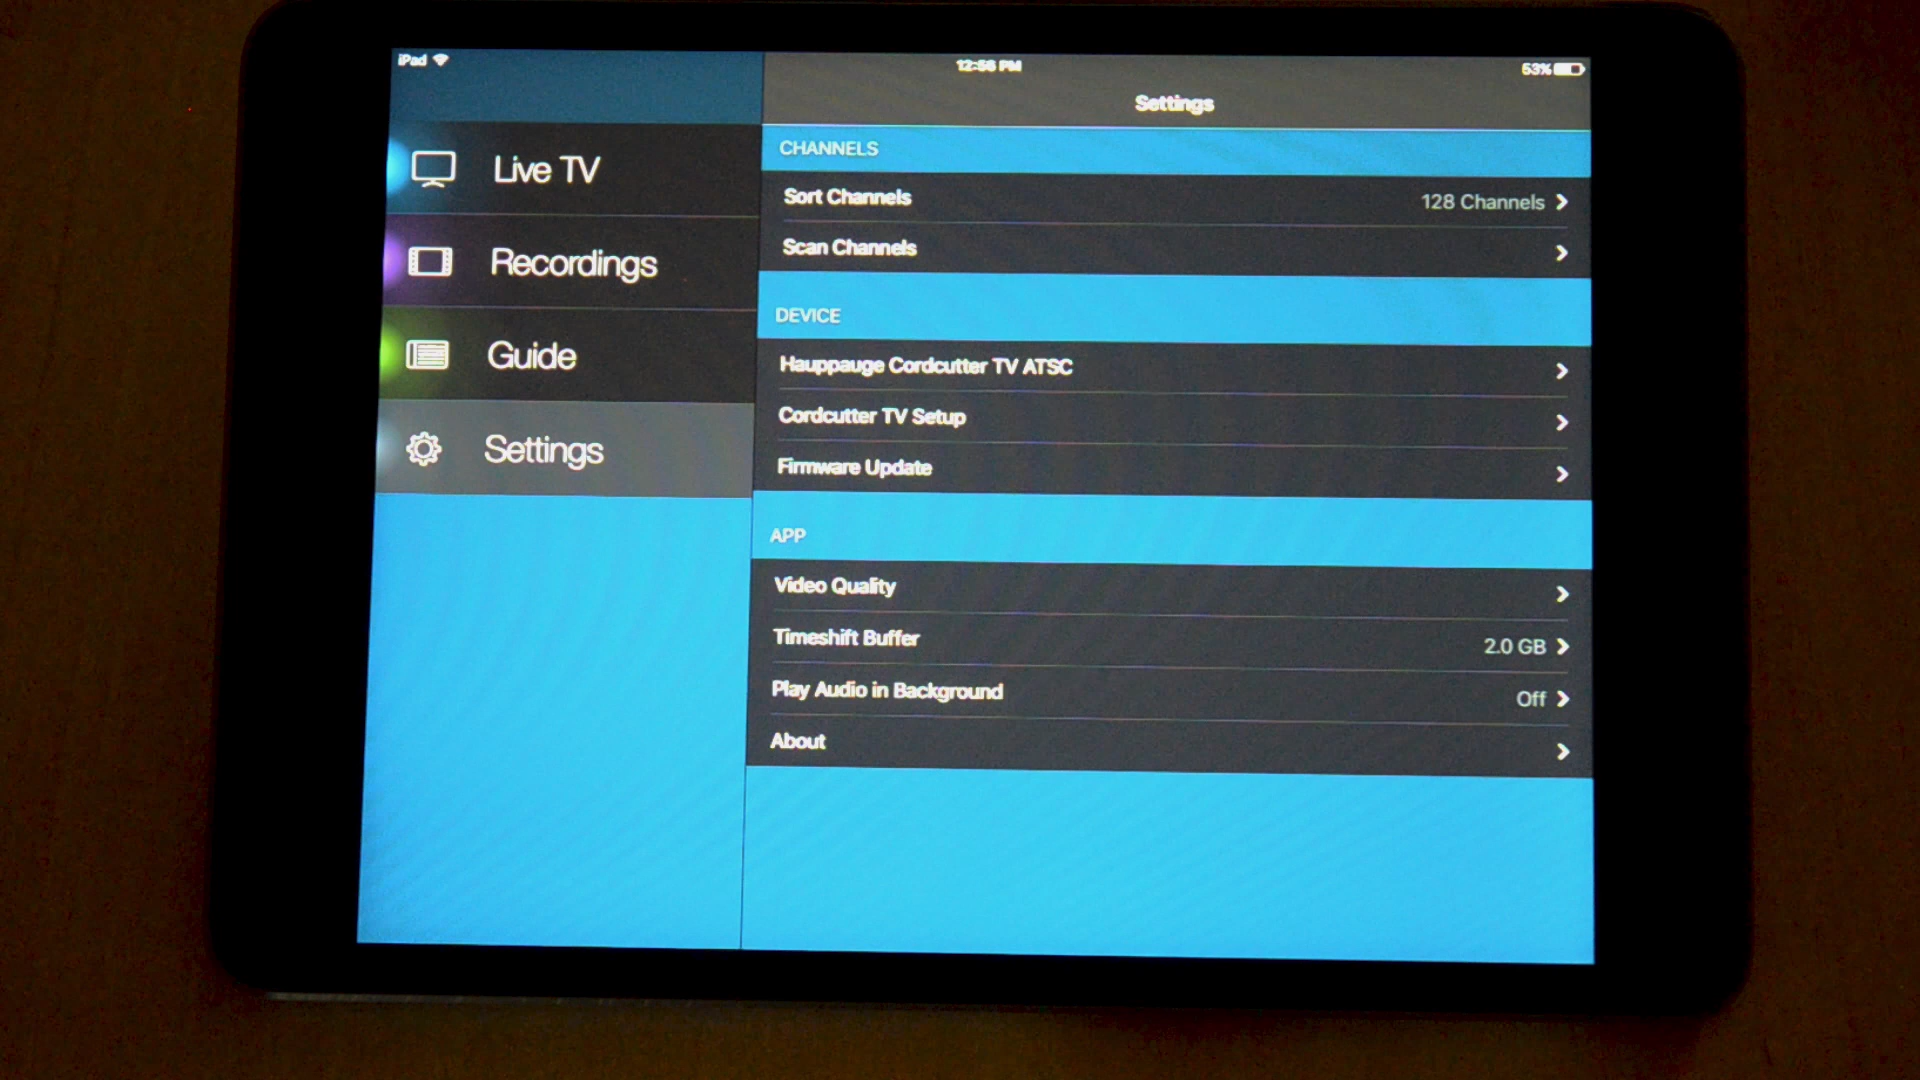 iPad
12:56 PM
53%
Settings
Live TV
Recordings
Guide
Settings
CHANNELS
Sort Channels 128 Channels
Scan Channels
DEVICE
Hauppauge Cordcutter TV ATSC
Cordcutter TV Setup
Firmware Update
APP
Video Quality
Timeshift Buffer 2.0 GB
Play Audio in Background Off
About